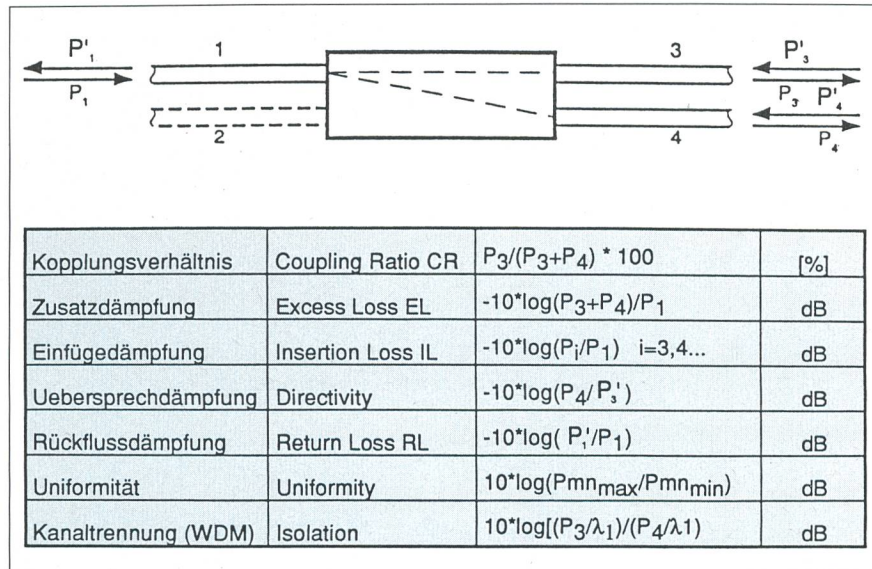 P'₁ 1 3 P'₃
P₁ P₃ P'₄
2 4 P₄
Kopplungsverhältnis Coupling Ratio CR P₃/(P₃+P₄) * 100 [%]
Zusatzdämpfung Excess Loss EL -10*log(P₃+P₄)/P₁ dB
Einfügedämpfung Insertion Loss IL -10*log(Pᵢ/P₁) i=3,4... dB
Uebersprechdämpfung Directivity -10*log(P₄/P₃') dB
Rückflussdämpfung Return Loss RL -10*log( P₁'/P₁) dB
Uniformität Uniformity 10*log(Pmnmax/Pmnmin) dB
Kanaltrennung (WDM) Isolation 10*log[(P₃/λ₁)/(P₄/λ1) dB